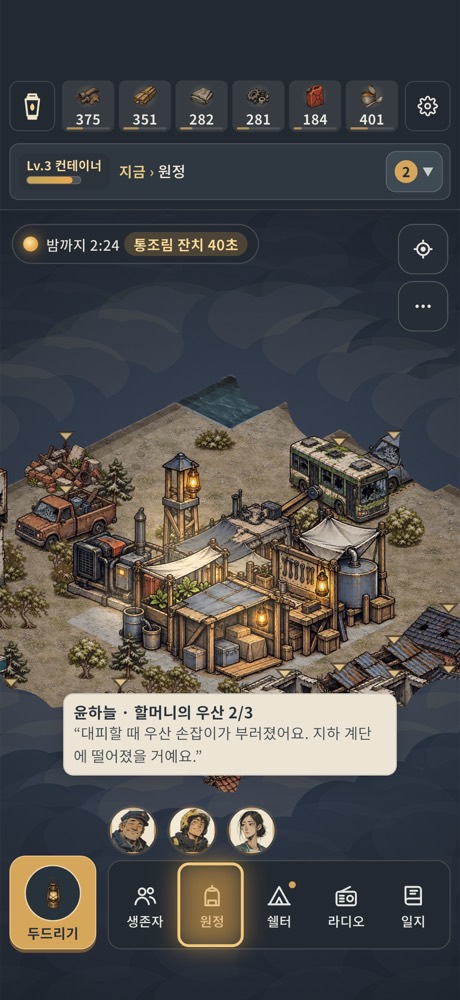 375
351
282
281
184
401
Lv.3 컨테이너
지금 › 원정
2
밤까지 2:24
통조림 잔치 40초
윤하늘 · 할머니의 우산 2/3
“대피할 때 우산 손잡이가 부러졌어요. 지하 계단
에 떨어졌을 거예요.”
두드리기
생존자
원정
쉘터
라디오
일지